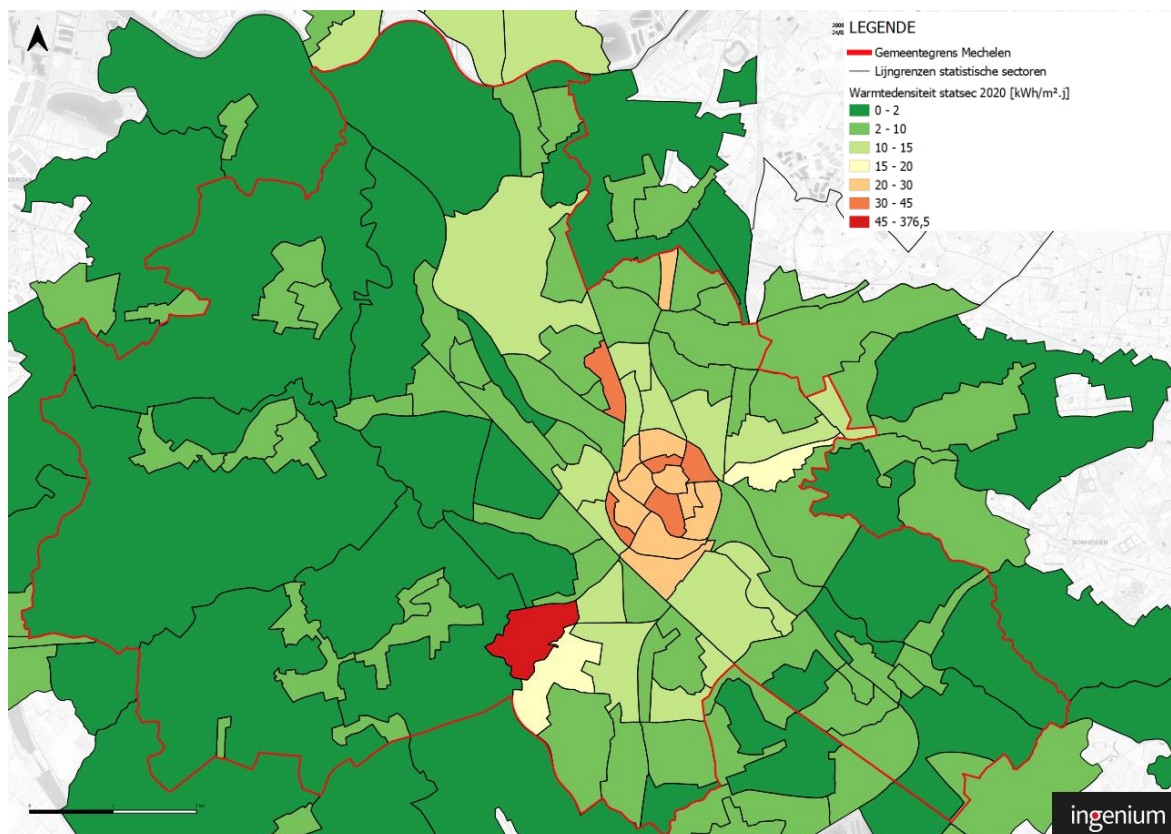 LEGENDE
Gemeentegrens Mechelen
Lijngrenzen statistische sectoren
Warmtedensiteit statsec 2020 [kWh/m².j]
0 - 2
2 - 10
10 - 15
15 - 20
20 - 30
30 - 45
45 - 376,5
BONHEIDEN
ingenium